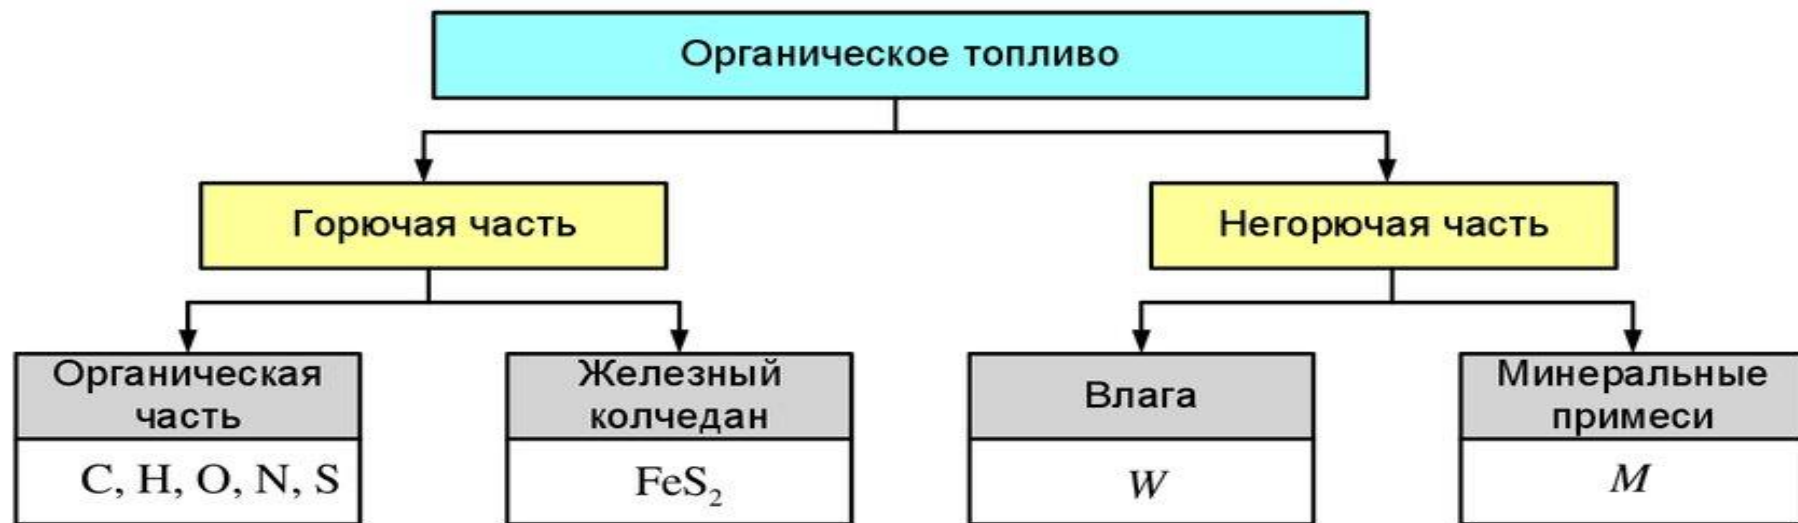 Органическое топливо
Горючая часть
Негорючая часть
Органическая
часть
Железный
колчедан
Влага
Минеральные
примеси
C, H, O, N, S
FeS₂
W
M